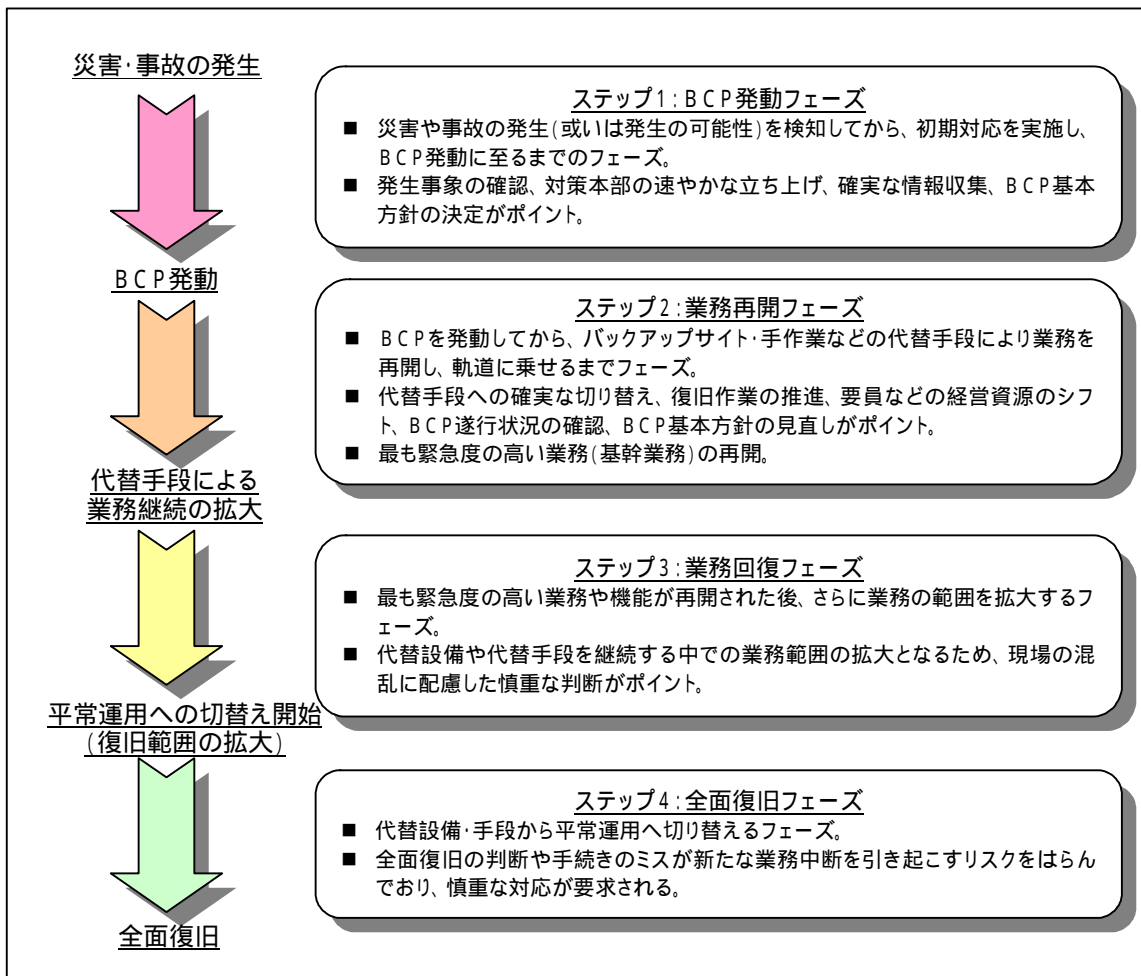 災害・事故の発生
ステップ1:BCP発動フェーズ
■ 災害や事故の発生(或いは発生の可能性)を検知してから、初期対応を実施し、
BCP発動に至るまでのフェーズ。
■ 発生事象の確認、対策本部の速やかな立ち上げ、確実な情報収集、BCP基本
方針の決定がポイント。
BCP発動
ステップ2:業務再開フェーズ
■ BCPを発動してから、バックアップサイト・手作業などの代替手段により業務を
再開し、軌道に乗せるまでフェーズ。
■ 代替手段への確実な切り替え、復旧作業の推進、要員などの経営資源のシフ
ト、BCP遂行状況の確認、BCP基本方針の見直しがポイント。
■ 最も緊急度の高い業務(基幹業務)の再開。
代替手段による
業務継続の拡大
ステップ3:業務回復フェーズ
■ 最も緊急度の高い業務や機能が再開された後、さらに業務の範囲を拡大するフ
ェーズ。
■ 代替設備や代替手段を継続する中での業務範囲の拡大となるため、現場の混
乱に配慮した慎重な判断がポイント。
平常運用への切替え開始
(復旧範囲の拡大)
ステップ4:全面復旧フェーズ
■ 代替設備・手段から平常運用へ切り替えるフェーズ。
■ 全面復旧の判断や手続きのミスが新たな業務中断を引き起こすリスクをはらん
でおり、慎重な対応が要求される。
全面復旧